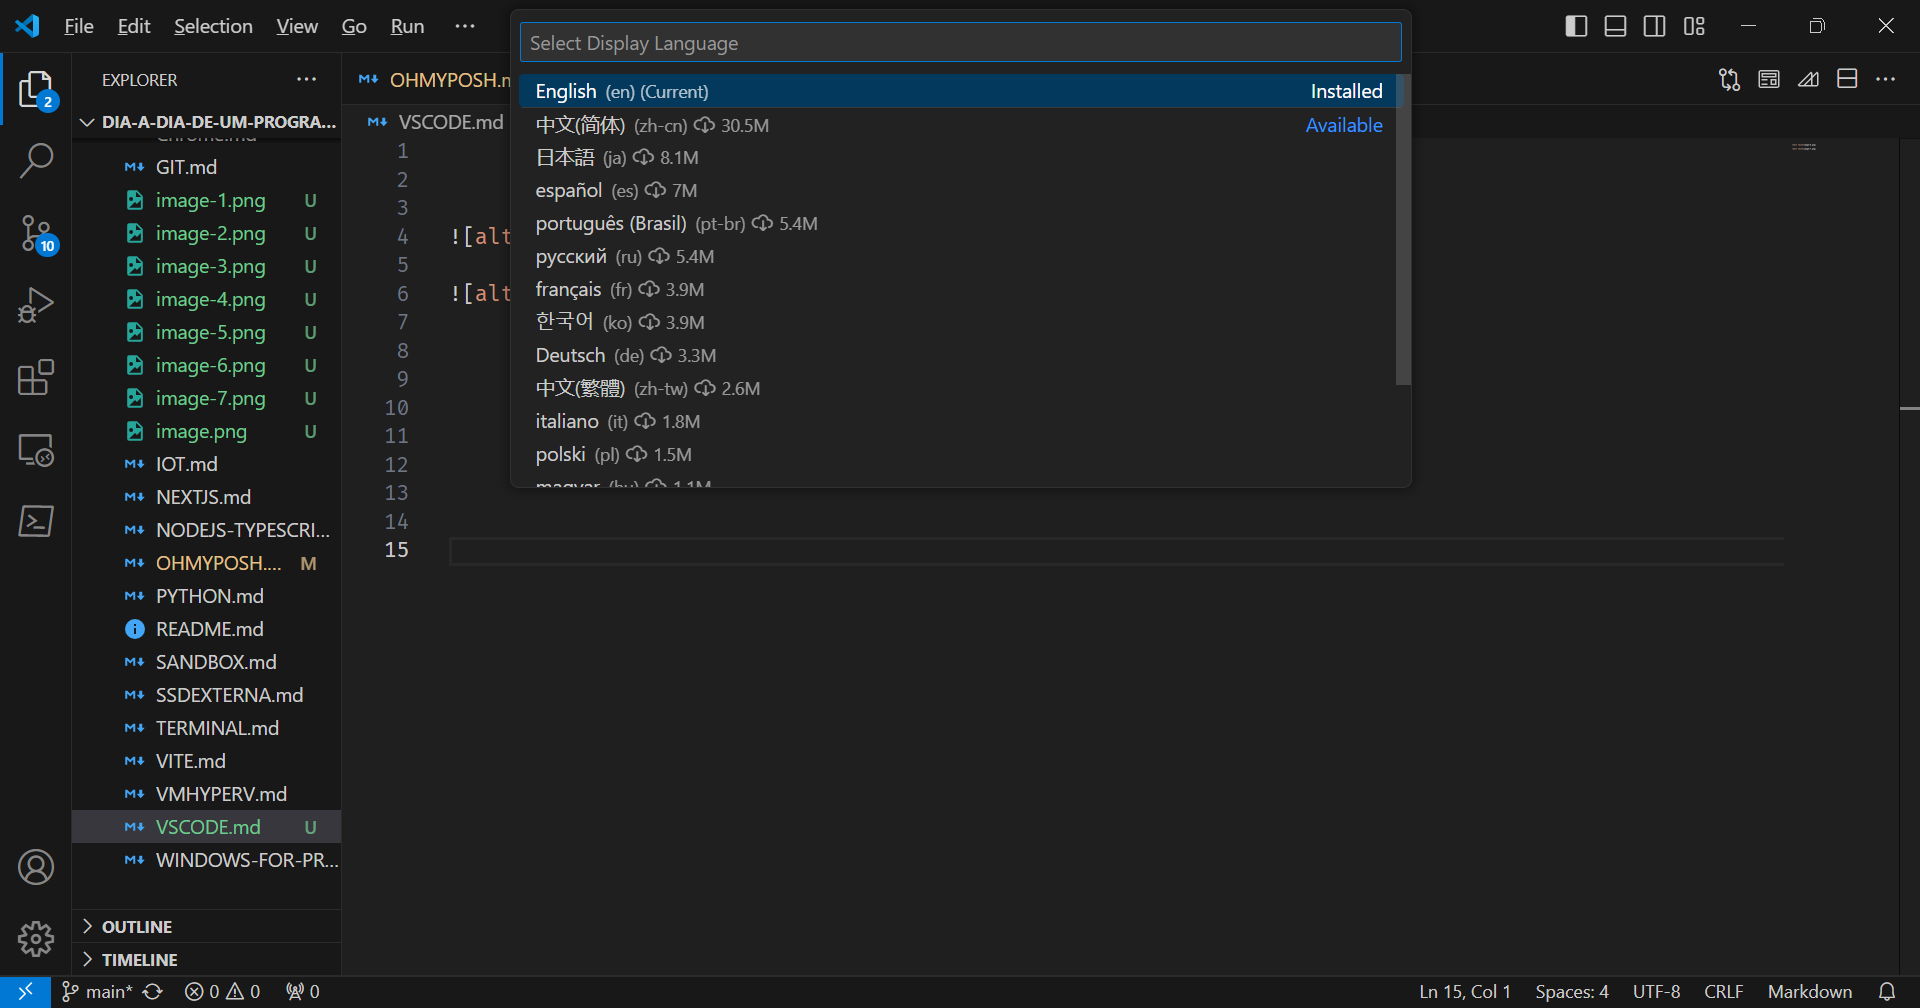 File Edit Selection View Go Run ···
Select Display Language
EXPLORER ···
OHMYPOSH.m
English (en) (Current) Installed
DIA-A-DIA-DE-UM-PROGRA...
VSCODE.md
中文(简体) (zh-cn) 30.5M Available
Chrome.md
GIT.md
image-1.png U
image-2.png U
image-3.png U
image-4.png U
image-5.png U
image-6.png U
image-7.png U
image.png U
IOT.md
NEXTJS.md
NODEJS-TYPESCRI...
OHMYPOSH.... M
PYTHON.md
README.md
SANDBOX.md
SSDEXTERNA.md
TERMINAL.md
VITE.md
VMHYPERV.md
VSCODE.md U
WINDOWS-FOR-PR...
OUTLINE
TIMELINE
2
10
1
2
3
4 ![alt
5
6 ![alt
7
8
9
10
11
12
13
14
15
日本語 (ja) 8.1M
español (es) 7M
português (Brasil) (pt-br) 5.4M
русский (ru) 5.4M
français (fr) 3.9M
한국어 (ko) 3.9M
Deutsch (de) 3.3M
中文(繁體) (zh-tw) 2.6M
italiano (it) 1.8M
polski (pl) 1.5M
magyar (hu) 1.1M
main* 0 0 0
Ln 15, Col 1 Spaces: 4 UTF-8 CRLF Markdown